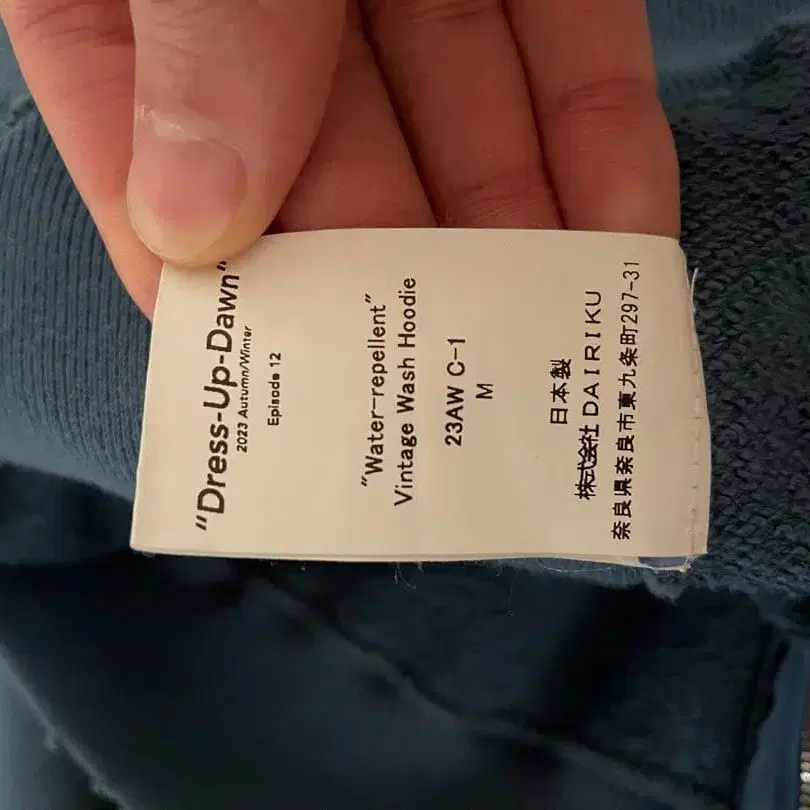 "Dress-Up-Dawn"
2023 Autumn/Winter
Episode 12
"Water-repellent"
Vintage Wash Hoodie
23AW C-1
M
日本製
株式会社 DAIRIKU
奈良県奈良市東九条町297-31